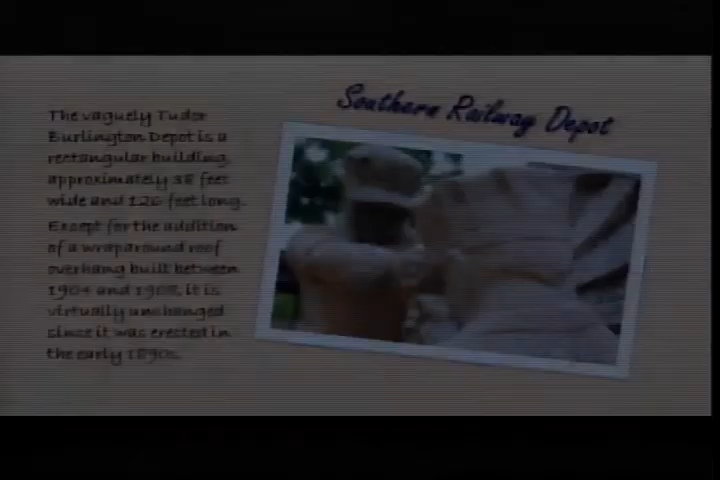 Southern Railway Depot
The vaguely Tudor
Burlington Depot is a
rectangular building,
approximately 38 feet
wide and 126 feet long.
Except for the addition
of a wraparound roof
overhang built between
1904 and 1908, it is
virtually unchanged
since it was erected in
the early 1890s.